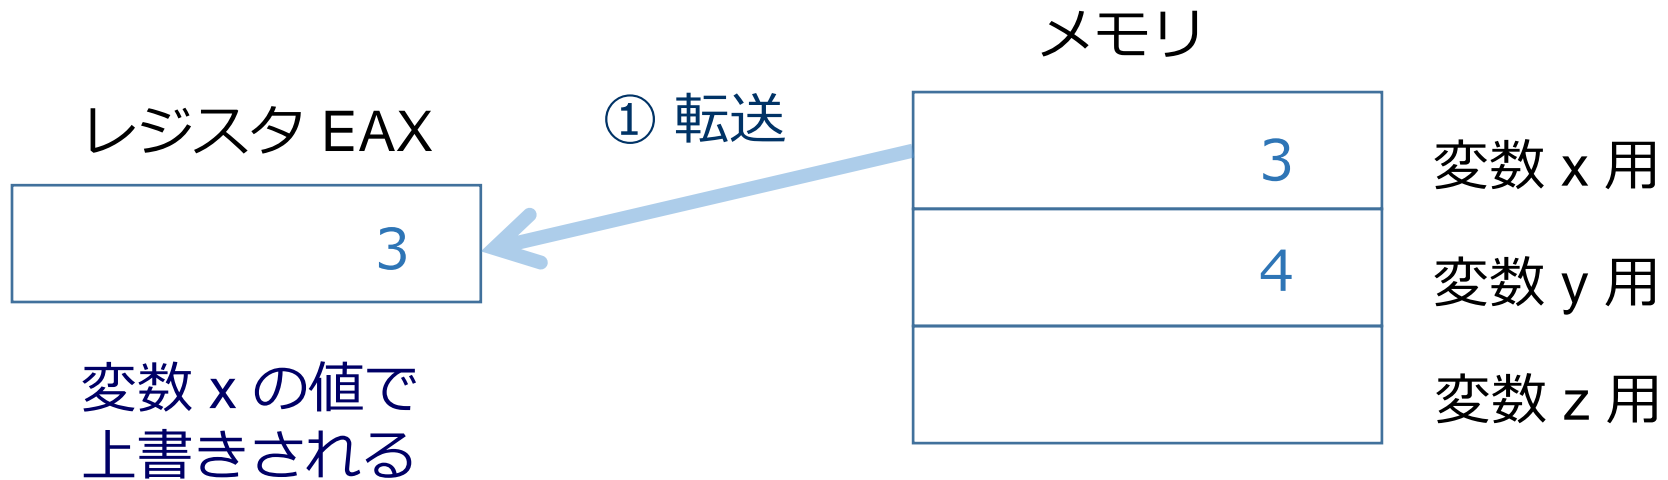 メモリ
レジスタ EAX
① 転送
3
変数 x 用
3
4
変数 y 用
変数 x の値で
上書きされる
変数 z 用